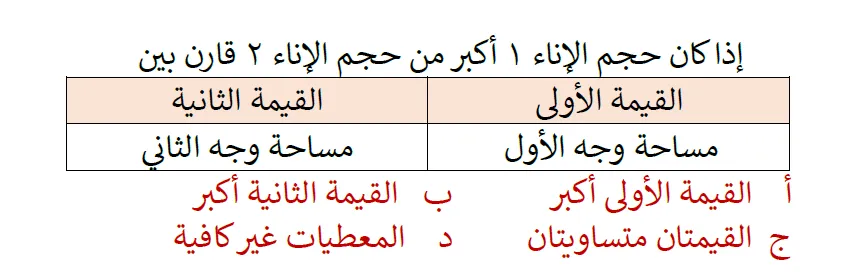 إذا كان حجم الإناء ١ أكبر من حجم الإناء ٢ قارن بين
القيمة الأولى القيمة الثانية
مساحة وجه الأول مساحة وجه الثاني
أ القيمة الأولى أكبر ب القيمة الثانية أكبر
ج القيمتان متساويتان د المعطيات غير كافية